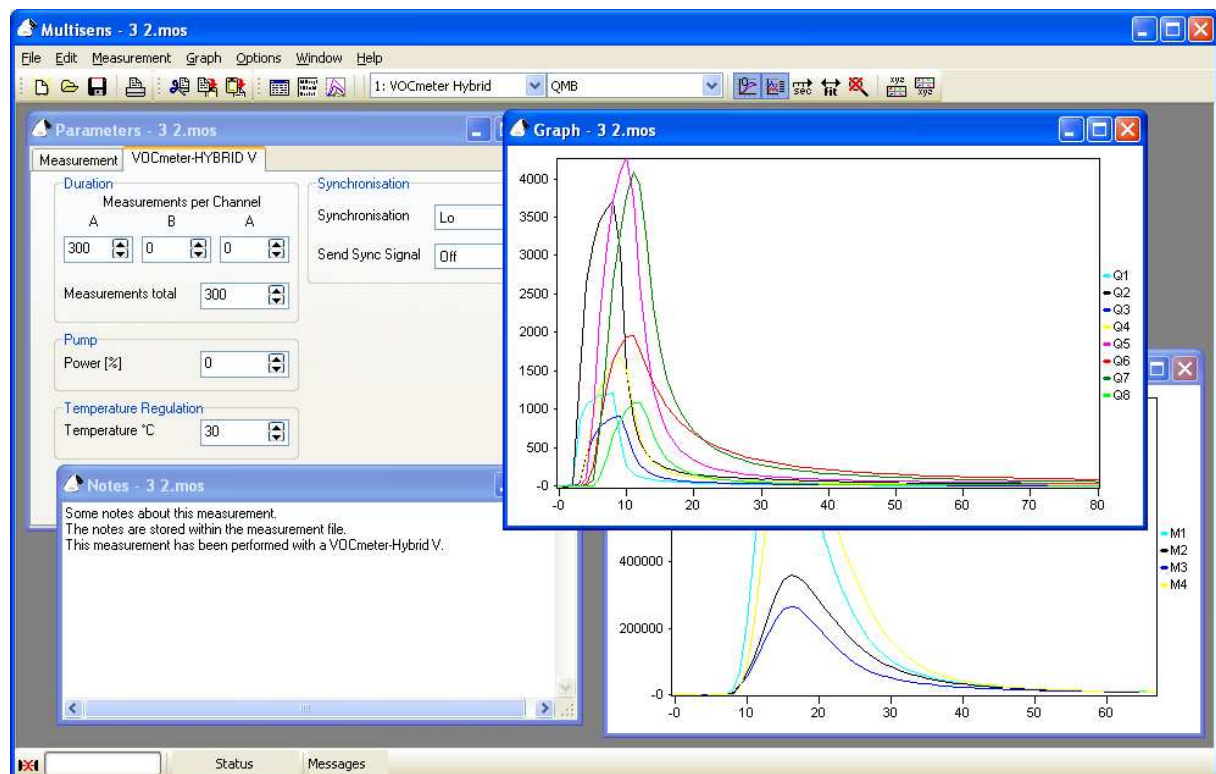 Multisens - 3 2.mos
File Edit Measurement Graph Options Window Help
1: VOCmeter Hybrid QMB
sec fit xyz xyz
Parameters - 3 2.mos
Measurement VOCmeter-HYBRID V
Duration
Measurements per Channel
A B A
300 0 0
Measurements total 300
Pump
Power [%] 0
Temperature Regulation
Temperature °C 30
Synchronisation
Synchronisation Lo
Send Sync Signal Off
Graph - 3 2.mos
4000
3500
3000
2500
2000
1500
1000
500
-0
-0 10 20 30 40 50 60 70 80
Q1
Q2
Q3
Q4
Q5
Q6
Q7
Q8
Notes - 3 2.mos
Some notes about this measurement.
The notes are stored within the measurement file.
This measurement has been performed with a VOCmeter-Hybrid V.
400000
200000
-0
-0 10 20 30 40 50 60
M1
M2
M3
M4
Status Messages